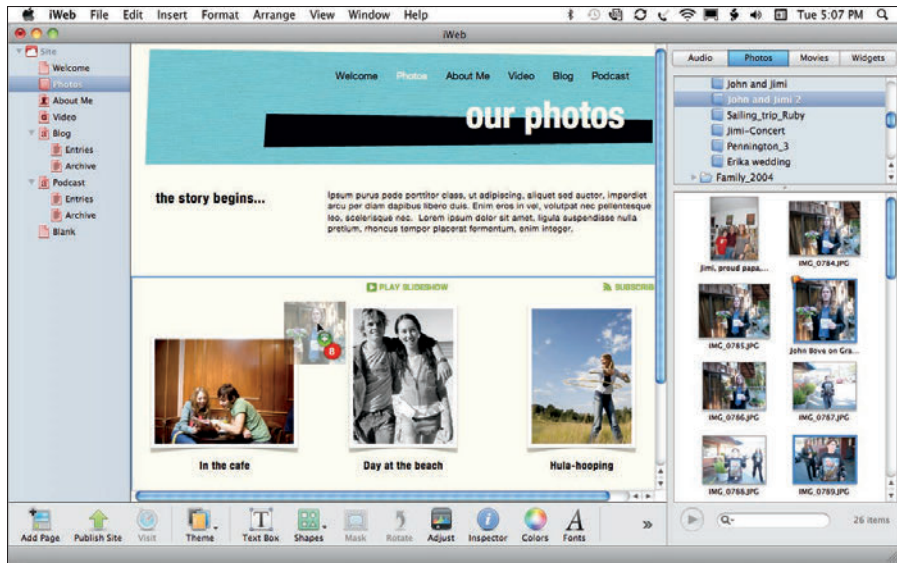 iWeb File Edit Insert Format Arrange View Window Help Tue 5:07 PM
iWeb
Site
Welcome
Photos
About Me
Video
Blog
Entries
Archive
Podcast
Entries
Archive
Blank
Welcome Photos About Me Video Blog Podcast
our photos
the story begins...
Ipsum purus pede porttitor class, ut adipiscing, aliquet sed auctor, imperdiet
arcu per diam dapibus libero duis. Enim eros in vel, volutpat nec pellentesque
leo, scelerisque nec. Lorem ipsum dolor sit amet, ligula suspendisse nulla
pretium, rhoncus tempor placerat fermentum, enim integer.
PLAY SLIDESHOW SUBSCRIBE
8
In the cafe Day at the beach Hula-hooping
Audio Photos Movies Widgets
John and Jimi
John and Jimi 2
Sailing_trip_Ruby
Jimi-Concert
Pennington_3
Erika wedding
Family_2004
Jimi, proud papa,... IMG_0784.JPG
IMG_0785.JPG John Bove on Gra...
IMG_0786.JPG IMG_0787.JPG
IMG_0788.JPG IMG_0789.JPG
Add Page Publish Site Visit Theme Text Box Shapes Mask Rotate Adjust Inspector Colors Fonts »
26 items